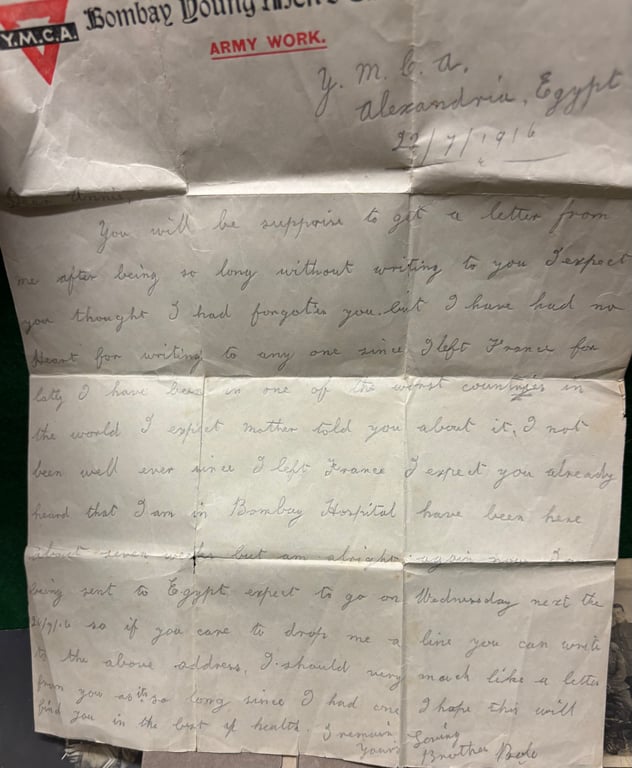 Y.M.C.A. Bombay Young Men's
ARMY WORK.
Y. M. C. A.
Alexandria, Egypt
22/7/1916
Dear Annie,
You will be supprise to get a letter from
me after being so long without writing to you I expect
you thought I had forgotten you but I have had no
Heart for writing to any one since I left France for
latly I have been in one of the worst countries in
the world I expect mother told you about it, I not
been well ever since I left France I expect you already
heard that I am in Bombay Hospital have been here
about seven weeks but am alright again now I a
being sent to Egypt expect to go on Wednesday next the
/7/16 so if you care to drop me a line you can write
to the above address. I should very much like a letter
from you as its so long since I had one I hope this will
find you in the best of health. I remain
Yours Loving
Brother